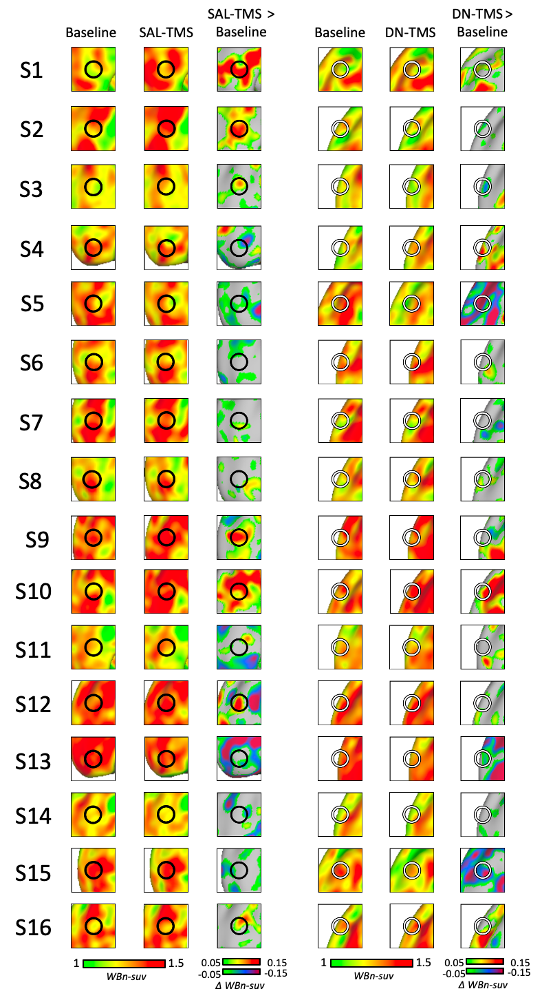 SAL-TMS > DN-TMS >
Baseline SAL-TMS Baseline Baseline DN-TMS Baseline
S1
S2
S3
S4
S5
S6
S7
S8
S9
S10
S11
S12
S13
S14
S15
S16
1 1.5 0.05 0.15 1 1.5 0.05 0.15
-0.05 -0.15 -0.05 -0.15
WBn-suv Δ WBn-suv WBn-suv Δ WBn-suv